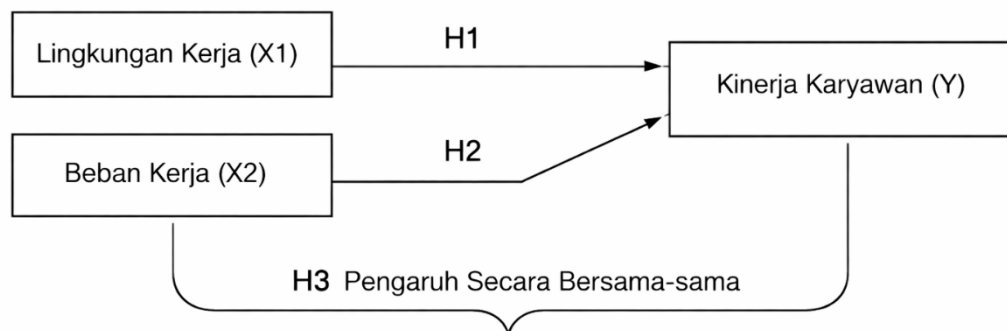 Lingkungan Kerja (X1)
H1
Kinerja Karyawan (Y)
Beban Kerja (X2)
H2
H3 Pengaruh Secara Bersama-sama